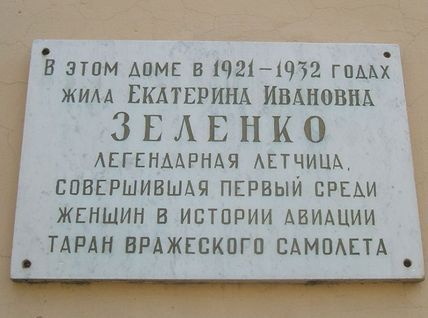 В ЭТОМ ДОМЕ В 1921–1932 ГОДАХ
ЖИЛА ЕКАТЕРИНА ИВАНОВНА
ЗЕЛЕНКО
ЛЕГЕНДАРНАЯ ЛЕТЧИЦА,
СОВЕРШИВШАЯ ПЕРВЫЙ СРЕДИ
ЖЕНЩИН В ИСТОРИИ АВИАЦИИ
ТАРАН ВРАЖЕСКОГО САМОЛЕТА